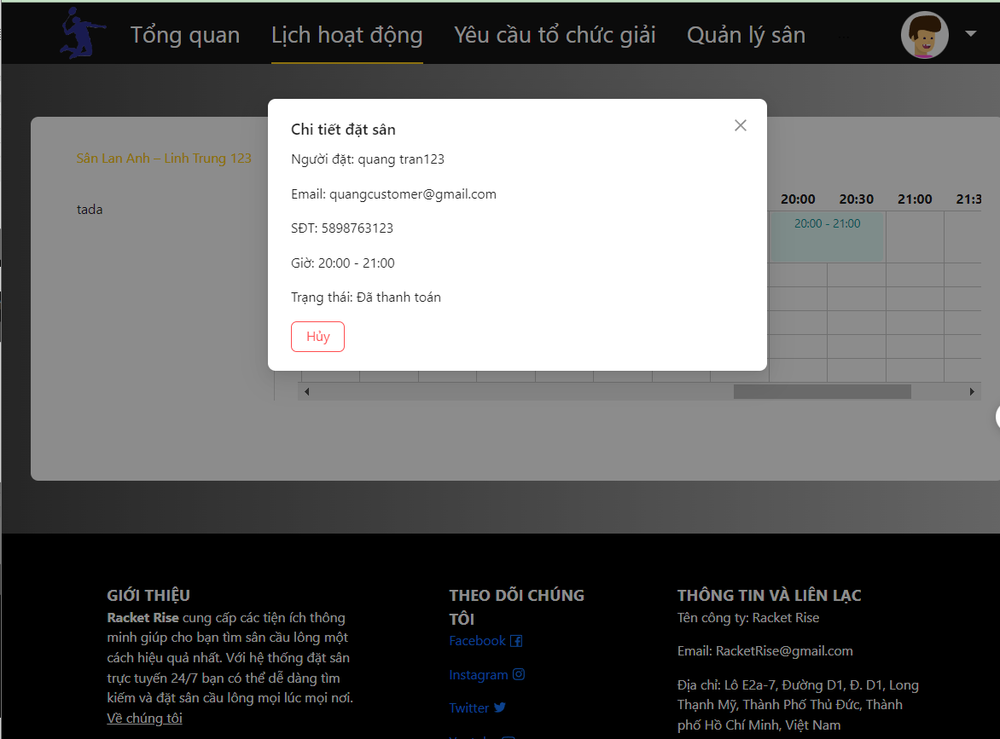 Tổng quan
Lịch hoạt động
Yêu cầu tổ chức giải
Quản lý sân
Sân Lan Anh – Linh Trung 123
tada
Chi tiết đặt sân
Người đặt: quang tran123
Email: quangcustomer@gmail.com
SĐT: 5898763123
Giờ: 20:00 - 21:00
Trạng thái: Đã thanh toán
Hủy
20:00 20:30 21:00 21:3
20:00 - 21:00
GIỚI THIỆU
Racket Rise cung cấp các tiện ích thông
minh giúp cho bạn tìm sân cầu lông một
cách hiệu quả nhất. Với hệ thống đặt sân
trực tuyến 24/7 bạn có thể dễ dàng tìm
kiếm và đặt sân cầu lông mọi lúc mọi nơi.
Về chúng tôi
THEO DÕI CHÚNG
TÔI
Facebook
Instagram
Twitter
THÔNG TIN VÀ LIÊN LẠC
Tên công ty: Racket Rise
Email: RacketRise@gmail.com
Địa chỉ: Lô E2a-7, Đường D1, Đ. D1, Long
Thạnh Mỹ, Thành Phố Thủ Đức, Thành
phố Hồ Chí Minh, Việt Nam